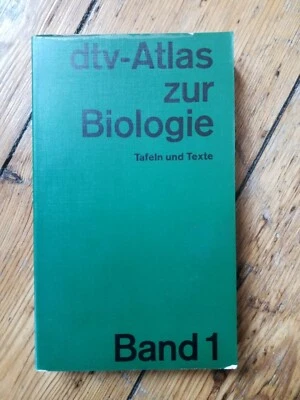 dtv-Atlas
zur
Biologie
Tafeln und Texte
Band 1